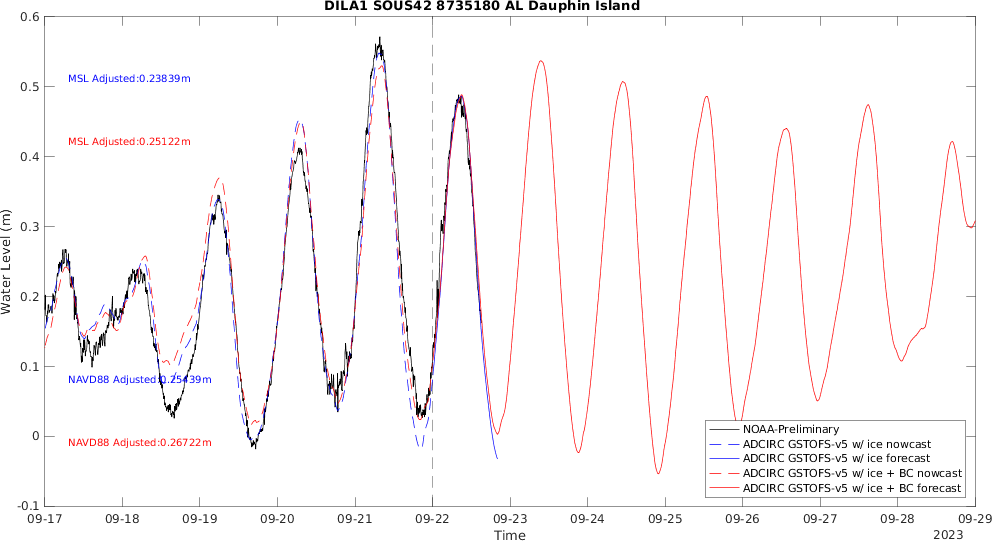 DILA1 SOUS42 8735180 AL Dauphin Island
0.6
0.5
0.4
0.3
0.2
0.1
0
-0.1
Water Level (m)
MSL Adjusted:0.23839m
MSL Adjusted:0.25122m
NAVD88 Adjusted:0.25439m
NAVD88 Adjusted:0.26722m
NOAA-Preliminary
ADCIRC GSTOFS-v5 w/ ice nowcast
ADCIRC GSTOFS-v5 w/ ice forecast
ADCIRC GSTOFS-v5 w/ ice + BC nowcast
ADCIRC GSTOFS-v5 w/ ice + BC forecast
09-17 09-18 09-19 09-20 09-21 09-22 09-23 09-24 09-25 09-26 09-27 09-28 09-29
Time
2023